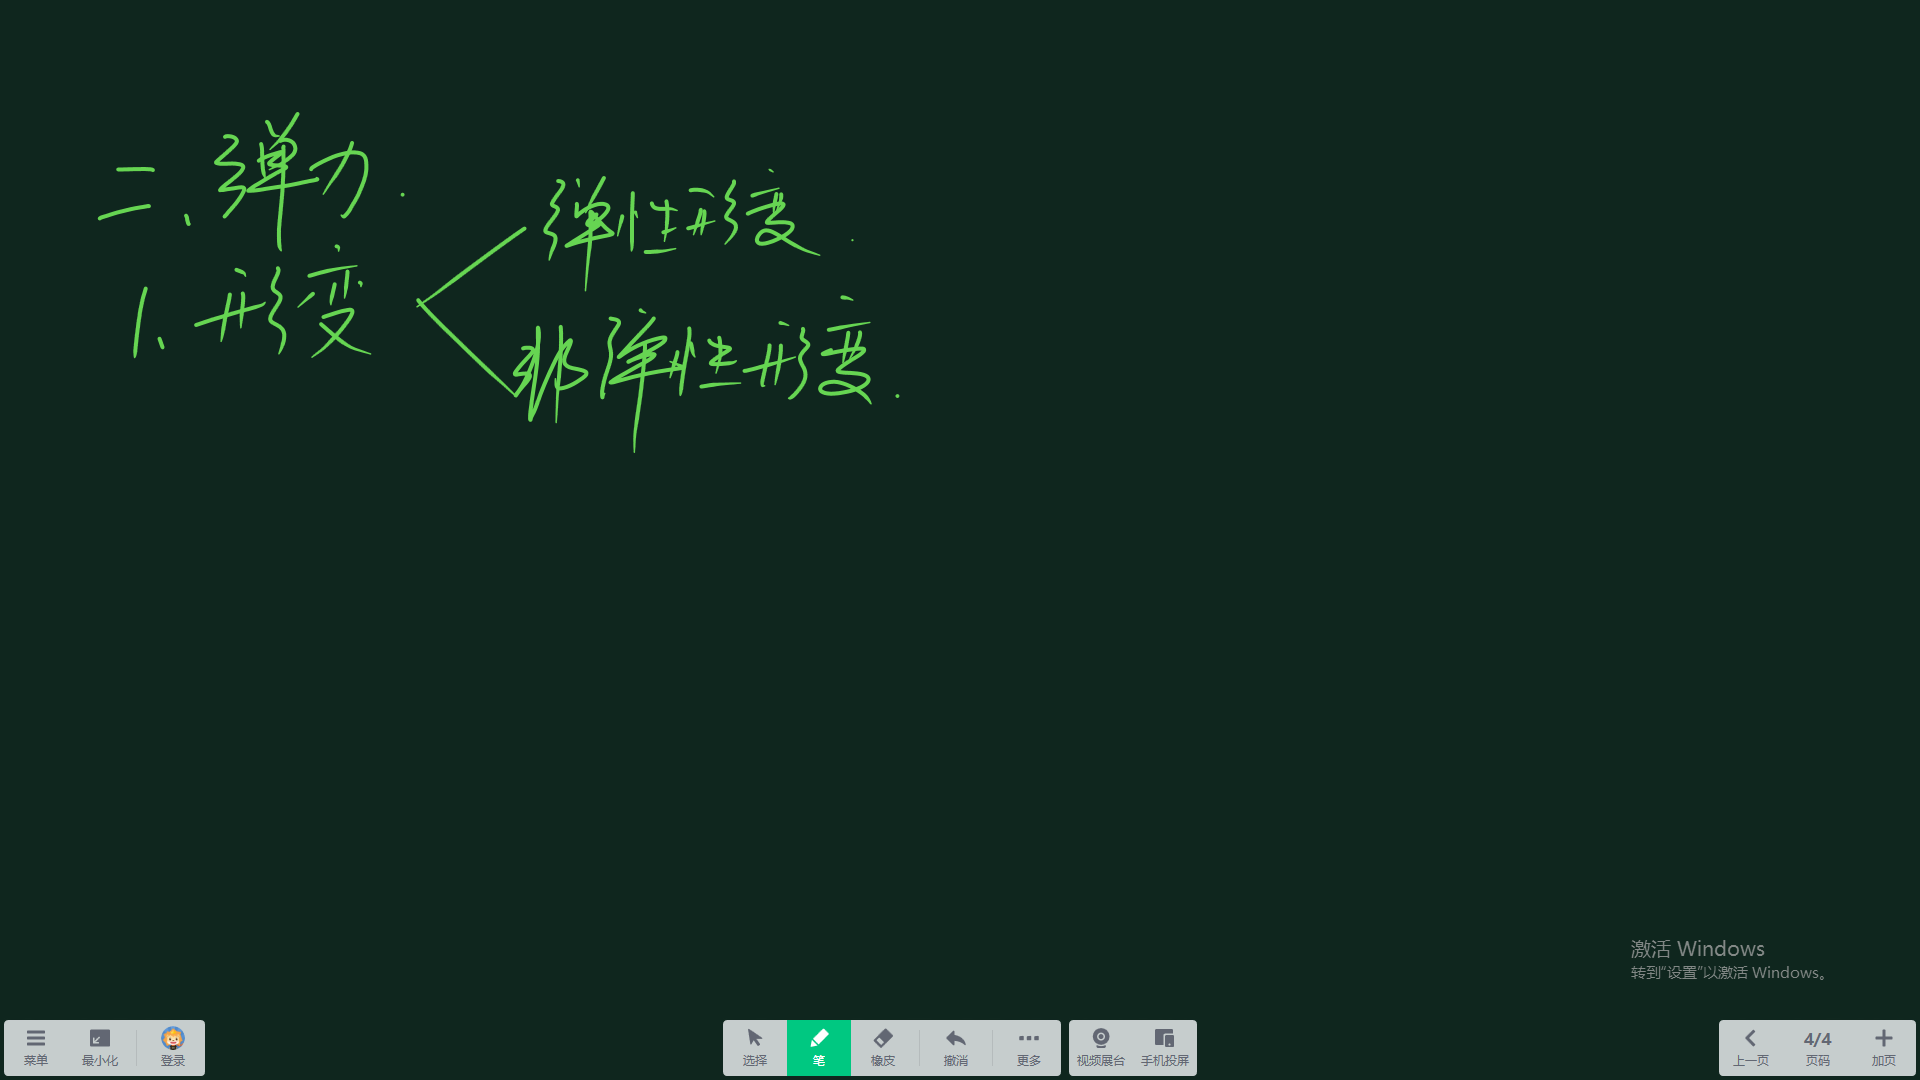 二、弹力.
1、形变
弹性形变.
非弹性形变.
激活 Windows
转到“设置”以激活 Windows。
菜单
最小化
登录
选择
笔
橡皮
撤消
更多
视频展台
手机投屏
上一页
4/4
页码
加页